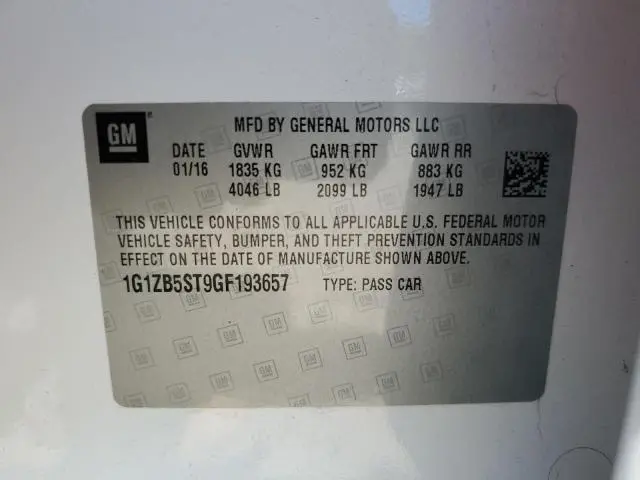 GM
MFD BY GENERAL MOTORS LLC
DATE GVWR GAWR FRT GAWR RR
01/16 1835 KG 952 KG 883 KG
4046 LB 2099 LB 1947 LB
THIS VEHICLE CONFORMS TO ALL APPLICABLE U.S. FEDERAL MOTOR
VEHICLE SAFETY, BUMPER, AND THEFT PREVENTION STANDARDS IN
EFFECT ON THE DATE OF MANUFACTURE SHOWN ABOVE.
1G1ZB5ST9GF193657 TYPE: PASS CAR